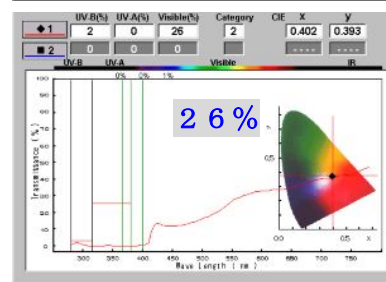 UV-B(%) UV-A(%) Visible(%) Category CIE X y
◆1 2 0 26 2 0.402 0.393
■2 0 0 0 ---- ----
UV-B UV-A Visible IR
0% 0% 1%
26%
Transmittance (%)
100
90
80
70
60
50
40
30
20
10
0
300 350 400 450 500 550 600 650 700 750
Wave Length ( nm )
Y
0.5
0.0 0.5 X